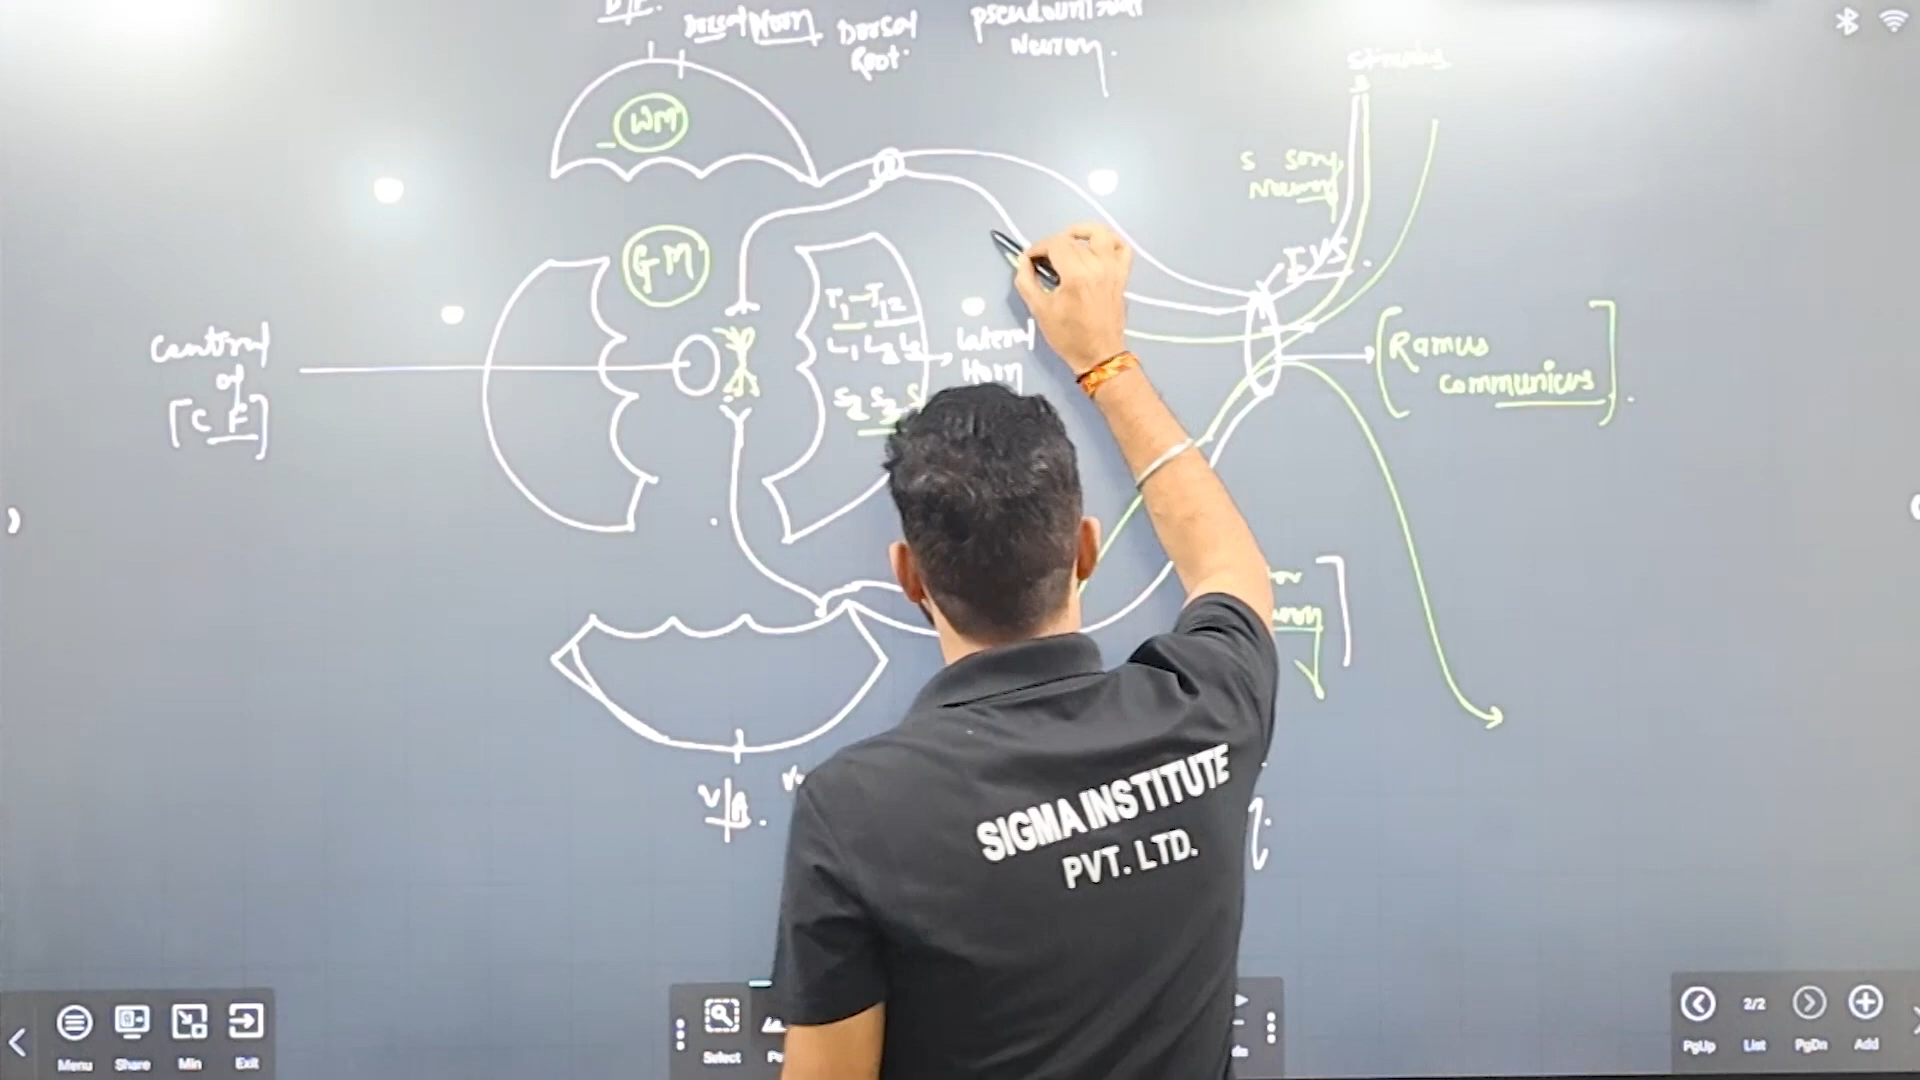 Dorsal Horn
Dorsal
Root.
pseudounipolar
Neuron.
Stimulus
WM
Neuron
GM
IVS
T1-T12
L1 L2 L3
S2 S3 S
Lateral
Horn
Central
of
[C F]
[Ramus
communicus].
V/A.
SIGMA INSTITUTE
PVT. LTD.
Menu
Share
Min
Exit
Select
PgUp
2/2
List
PgDn
Add